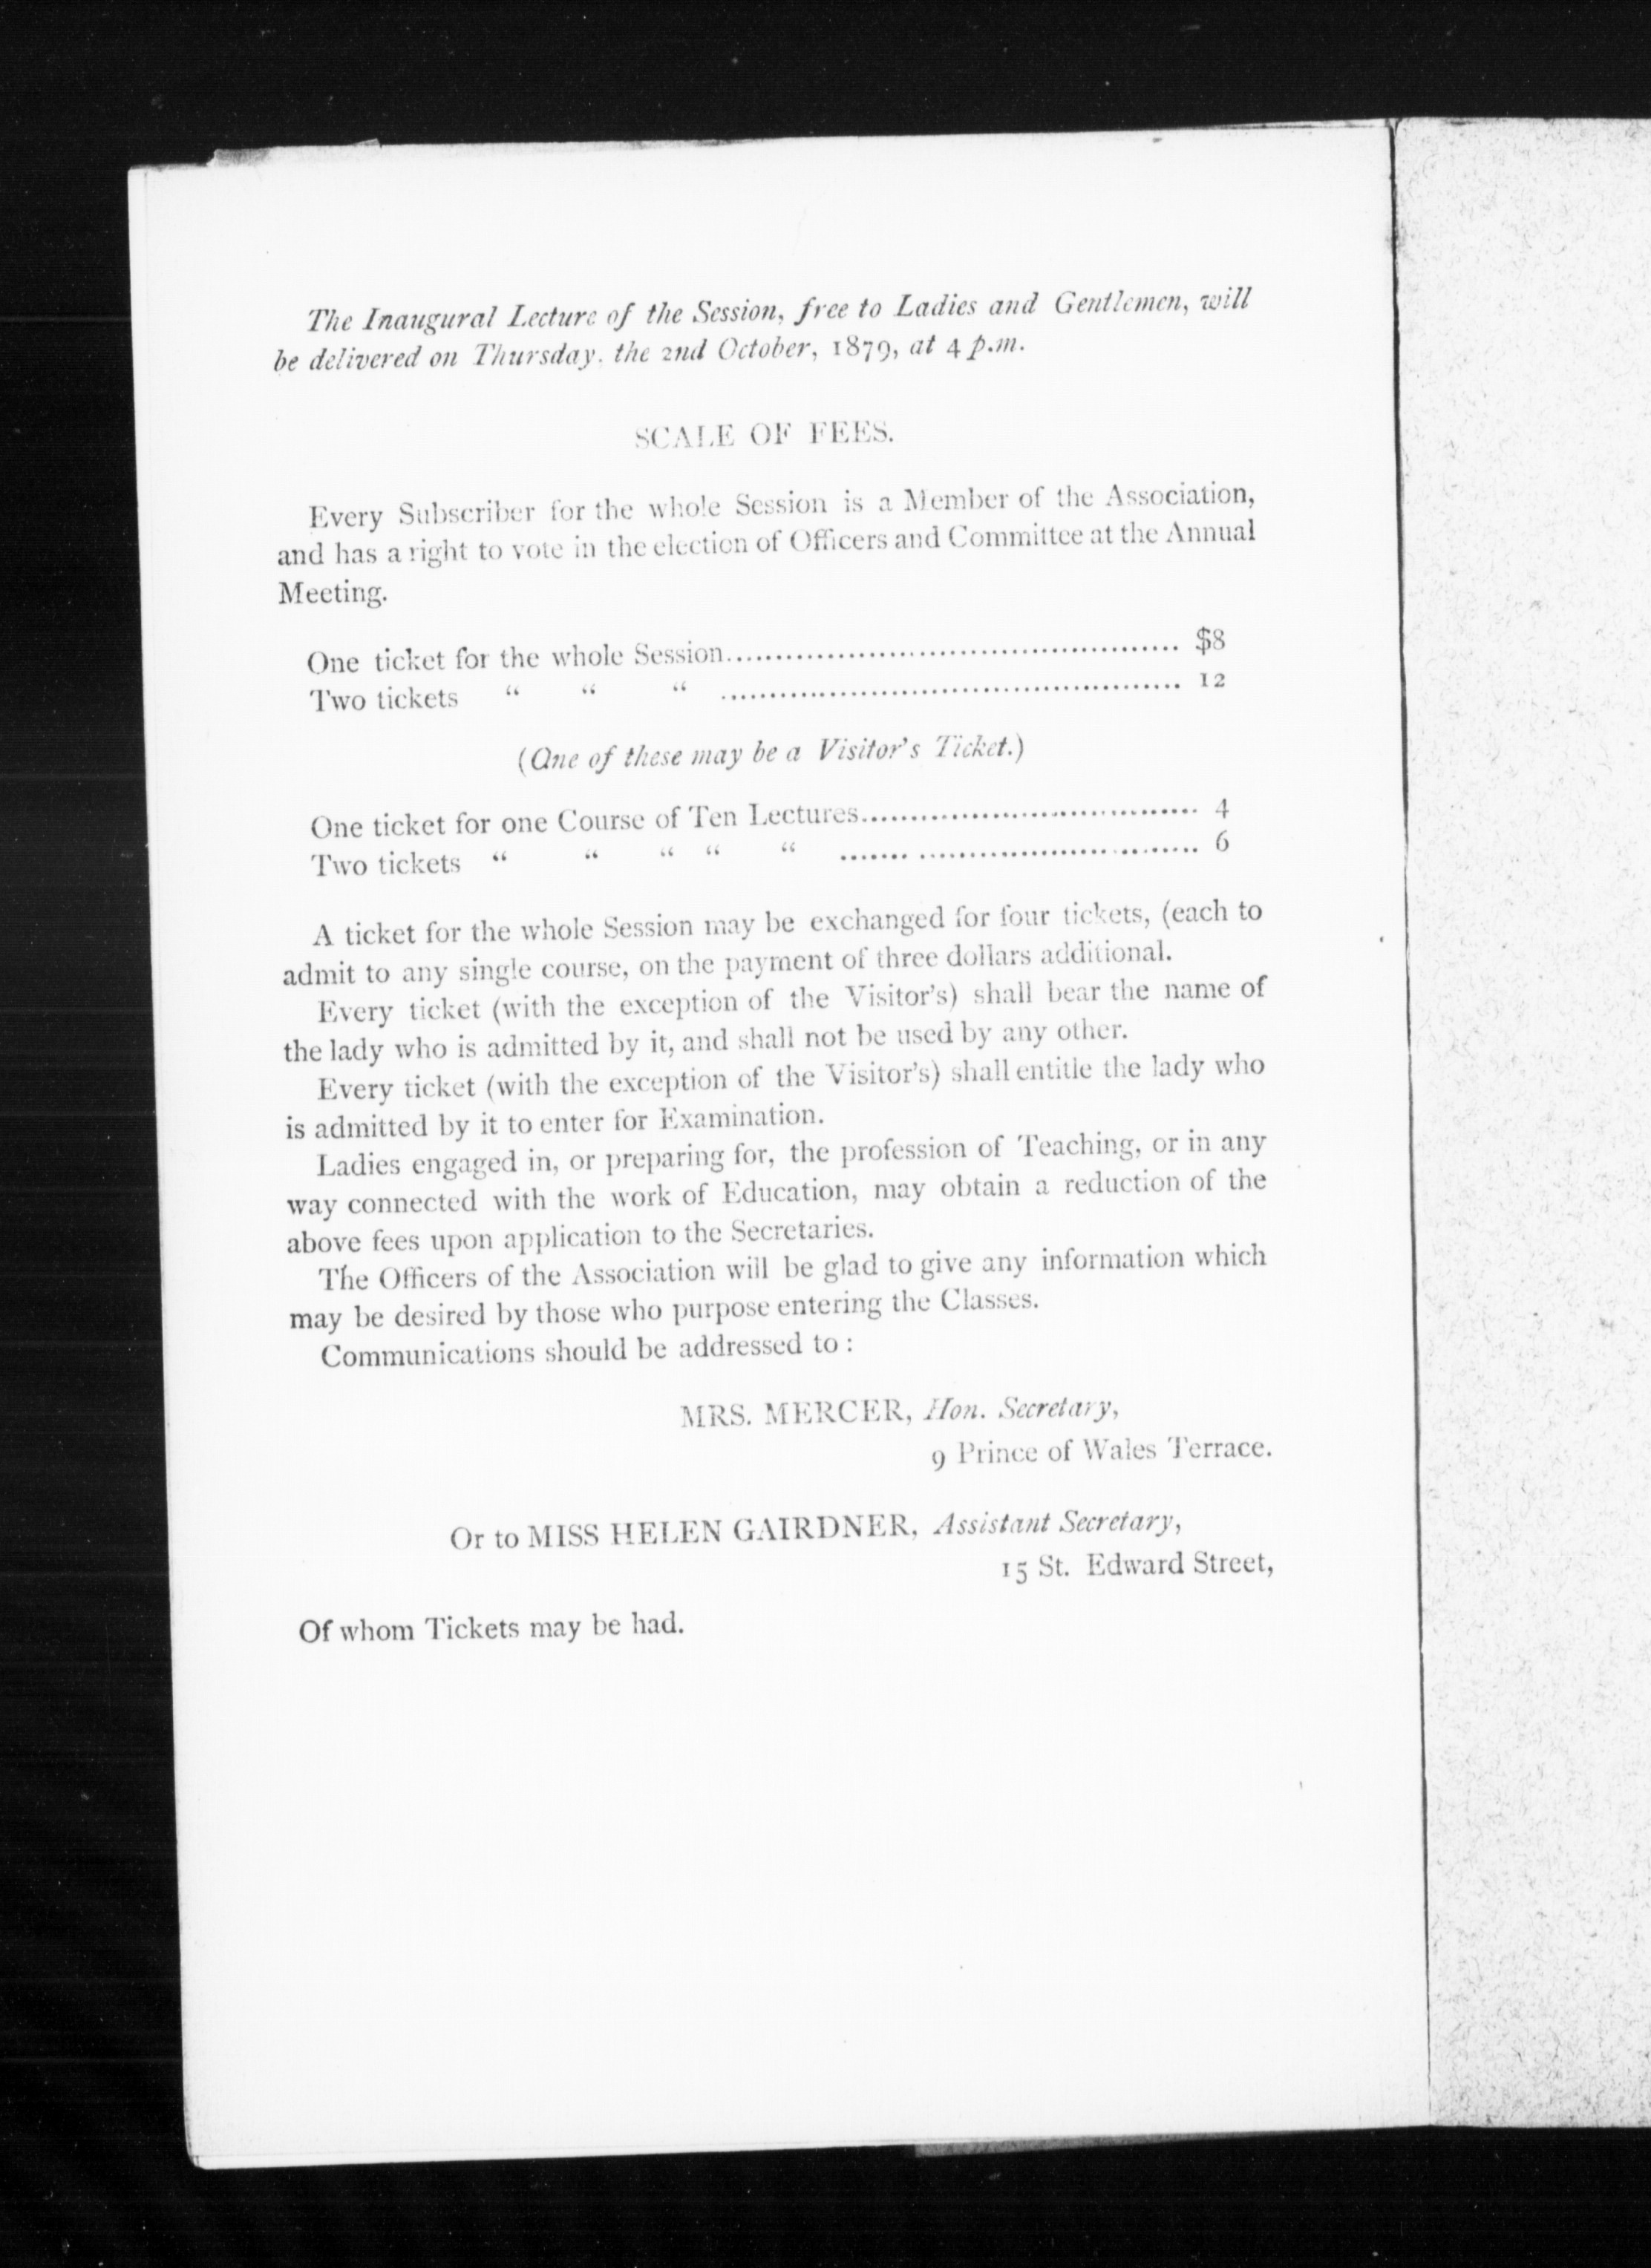 The Inaugural Lecture of the Session, free to Ladies and Gentlemen, will
be delivered on Thursday, the 2nd October, 1879, at 4 p.m.
SCALE OF FEES.
Every Subscriber for the whole Session is a Member of the Association,
and has a right to vote in the election of Officers and Committee at the Annual
Meeting.
One ticket for the whole Session.............................................. $8
Two tickets " " " .............................................. 12
(One of these may be a Visitor's Ticket.)
One ticket for one Course of Ten Lectures.................................. 4
Two tickets " " " " " .................................... 6
A ticket for the whole Session may be exchanged for four tickets, (each to
admit to any single course, on the payment of three dollars additional.
Every ticket (with the exception of the Visitor's) shall bear the name of
the lady who is admitted by it, and shall not be used by any other.
Every ticket (with the exception of the Visitor's) shall entitle the lady who
is admitted by it to enter for Examination.
Ladies engaged in, or preparing for, the profession of Teaching, or in any
way connected with the work of Education, may obtain a reduction of the
above fees upon application to the Secretaries.
The Officers of the Association will be glad to give any information which
may be desired by those who purpose entering the Classes.
Communications should be addressed to :
MRS. MERCER, Hon. Secretary,
9 Prince of Wales Terrace.
Or to MISS HELEN GAIRDNER, Assistant Secretary,
15 St. Edward Street,
Of whom Tickets may be had.